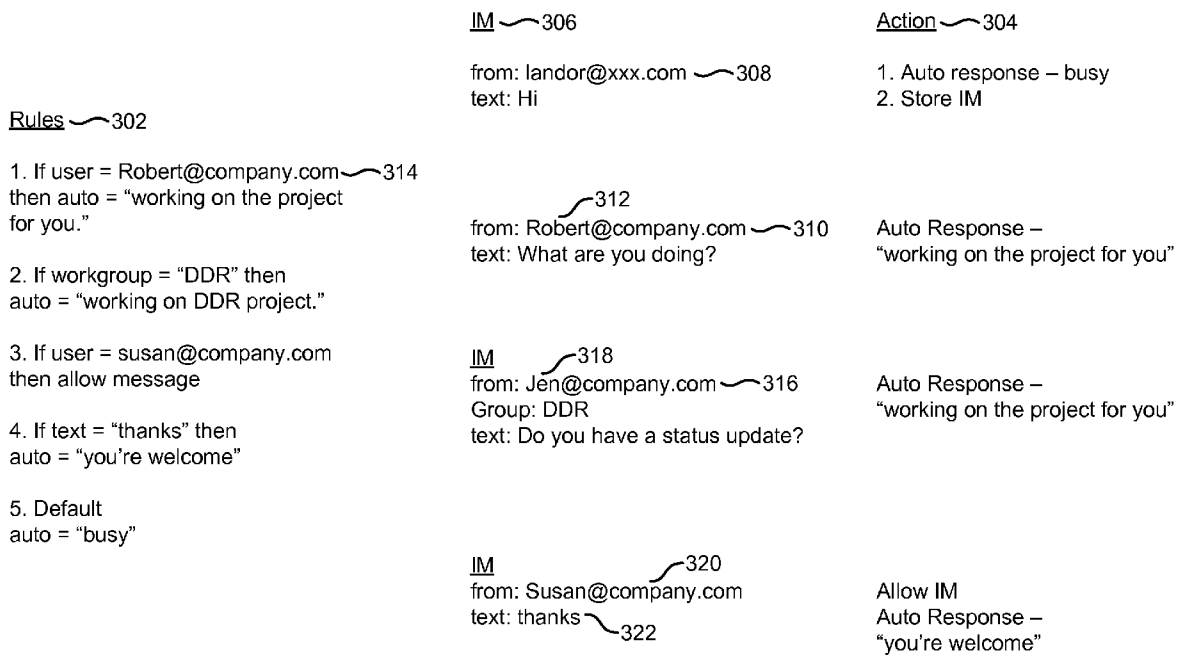 IM 306
Action 304
from: landor@xxx.com 308
text: Hi
1. Auto response – busy
2. Store IM
Rules 302
1. If user = Robert@company.com 314
then auto = “working on the project
for you.”
2. If workgroup = “DDR” then
auto = “working on DDR project.”
3. If user = susan@company.com
then allow message
4. If text = “thanks” then
auto = “you’re welcome”
5. Default
auto = “busy”
312
from: Robert@company.com 310
text: What are you doing?
Auto Response –
“working on the project for you”
IM 318
from: Jen@company.com 316
Group: DDR
text: Do you have a status update?
Auto Response –
“working on the project for you”
IM 320
from: Susan@company.com
text: thanks 322
Allow IM
Auto Response –
“you’re welcome”